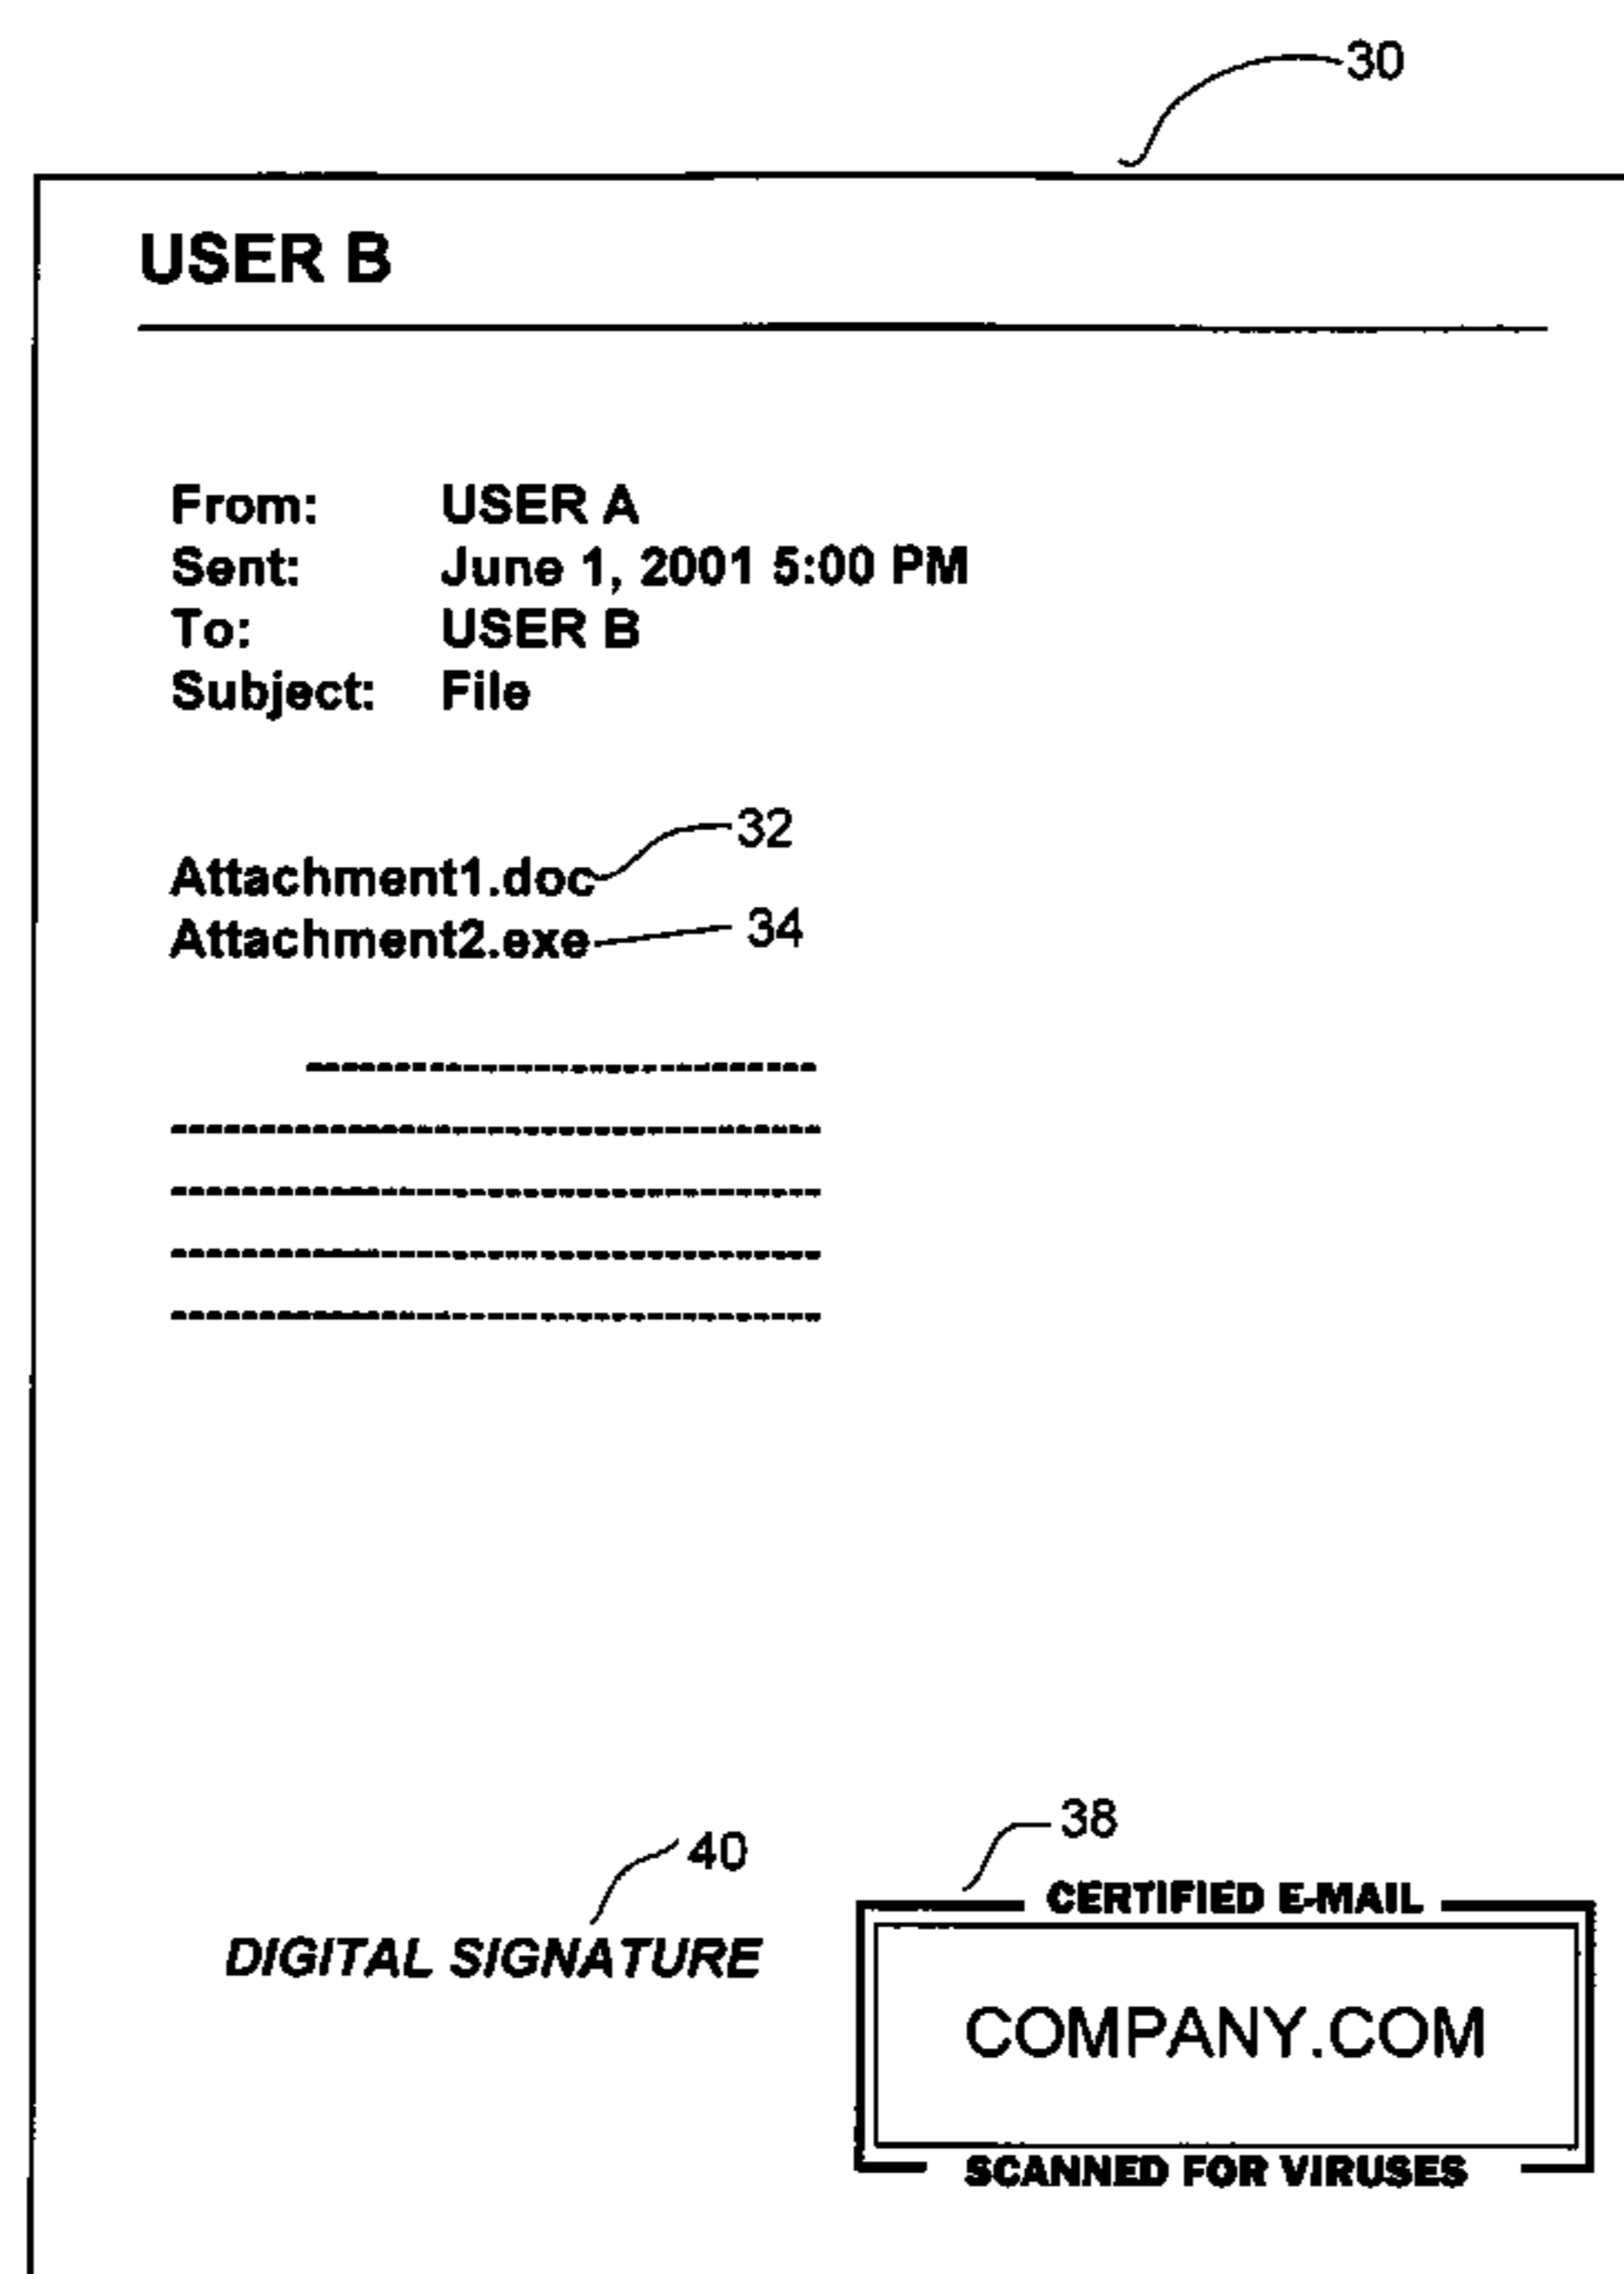 30
USER B
From: USER A
Sent: June 1, 2001 5:00 PM
To: USER B
Subject: File
32
Attachment1.doc
34
Attachment2.exe
38
40
CERTIFIED E-MAIL
DIGITAL SIGNATURE
COMPANY.COM
SCANNED FOR VIRUSES